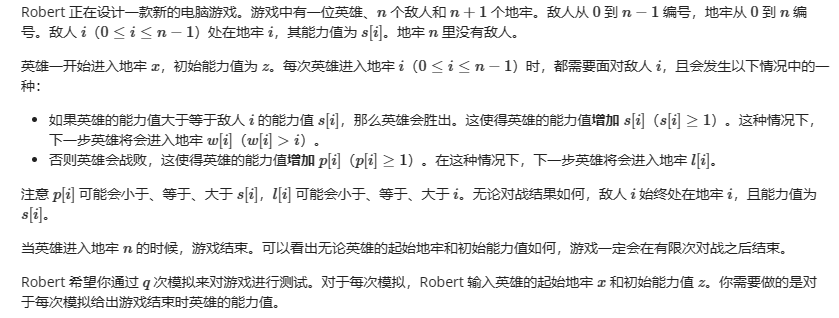 Robert 正在设计一款新的电脑游戏。游戏中有一位英雄、n 个敌人和 n + 1 个地牢。敌人从 0 到 n − 1 编号，地牢从 0 到 n 编
号。敌人 i（0 ≤ i ≤ n − 1）处在地牢 i，其能力值为 s[i]。地牢 n 里没有敌人。
英雄一开始进入地牢 x，初始能力值为 z。每次英雄进入地牢 i（0 ≤ i ≤ n − 1）时，都需要面对敌人 i，且会发生以下情况中的一
种：
• 如果英雄的能力值大于等于敌人 i 的能力值 s[i]，那么英雄会胜出。这使得英雄的能力值增加 s[i]（s[i] ≥ 1）。这种情况下，
下一步英雄将会进入地牢 w[i]（w[i] > i）。
• 否则英雄会战败，这使得英雄的能力值增加 p[i]（p[i] ≥ 1）。在这种情况下，下一步英雄将会进入地牢 l[i]。
注意 p[i] 可能会小于、等于、大于 s[i]，l[i] 可能会小于、等于、大于 i。无论对战结果如何，敌人 i 始终处在地牢 i，且能力值为
s[i]。
当英雄进入地牢 n 的时候，游戏结束。可以看出无论英雄的起始地牢和初始能力值如何，游戏一定会在有限次对战之后结束。
Robert 希望你通过 q 次模拟来对游戏进行测试。对于每次模拟，Robert 输入英雄的起始地牢 x 和初始能力值 z。你需要做的是对
于每次模拟给出游戏结束时英雄的能力值。